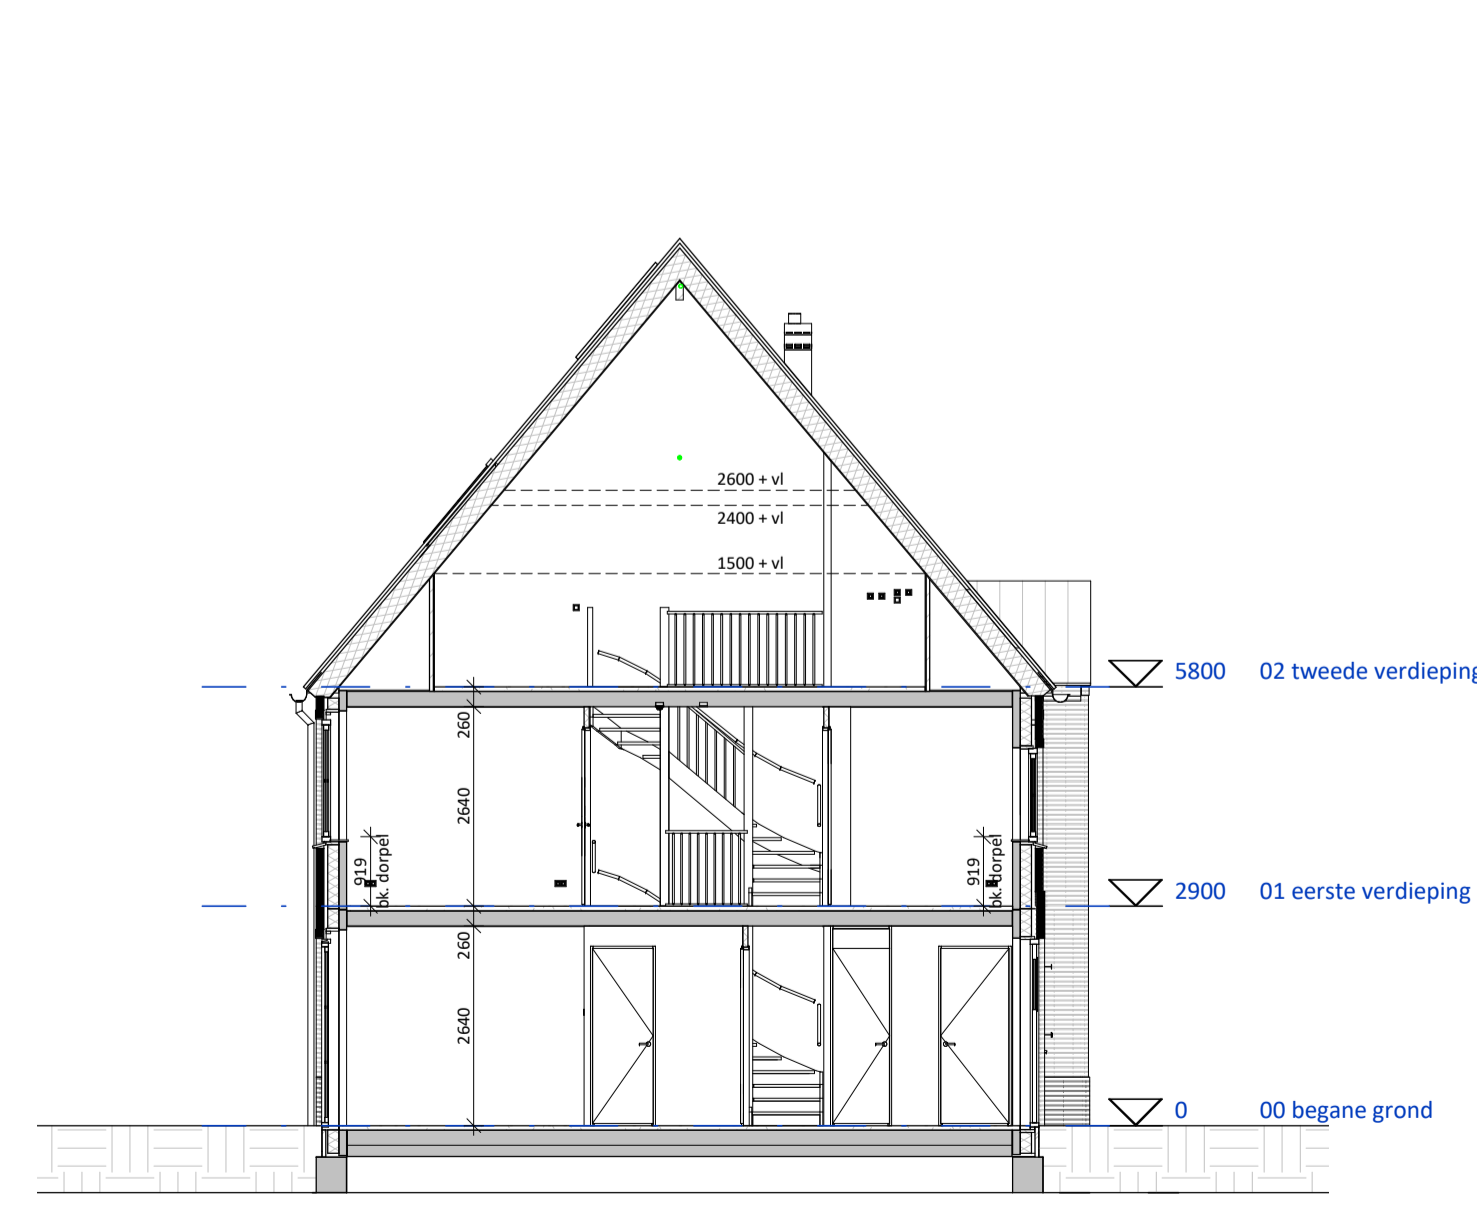 2600 + vl
2400 + vl
1500 + vl
5800 02 tweede verdieping
260
2640
919
bk. dorpel
919
bk. dorpel
2900 01 eerste verdieping
260
2640
0 00 begane grond